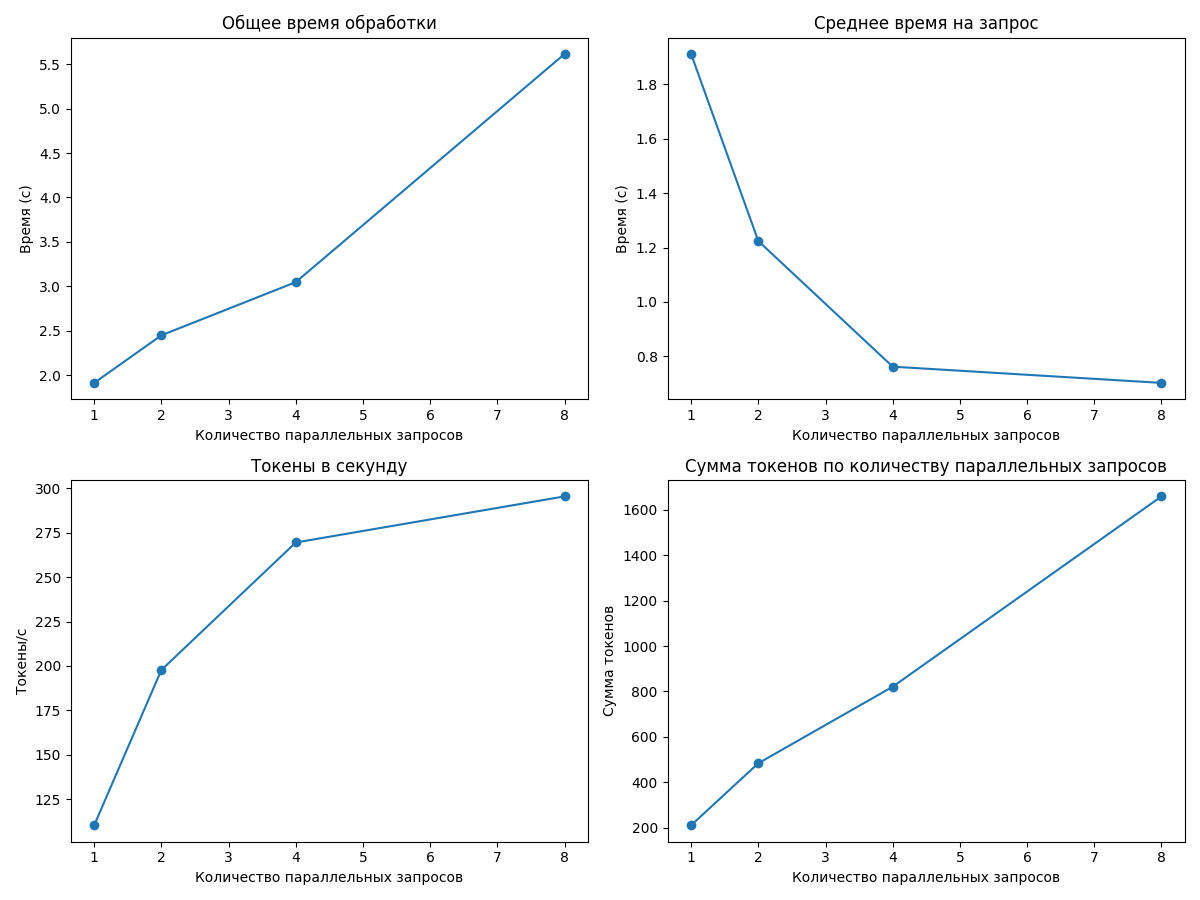 Общее время обработки
Время (с)
5.5
5.0
4.5
4.0
3.5
3.0
2.5
2.0
1 2 3 4 5 6 7 8
Количество параллельных запросов
Среднее время на запрос
Время (с)
1.8
1.6
1.4
1.2
1.0
0.8
1 2 3 4 5 6 7 8
Количество параллельных запросов
Токены в секунду
Токены/с
300
275
250
225
200
175
150
125
1 2 3 4 5 6 7 8
Количество параллельных запросов
Сумма токенов по количеству параллельных запросов
Сумма токенов
1600
1400
1200
1000
800
600
400
200
1 2 3 4 5 6 7 8
Количество параллельных запросов